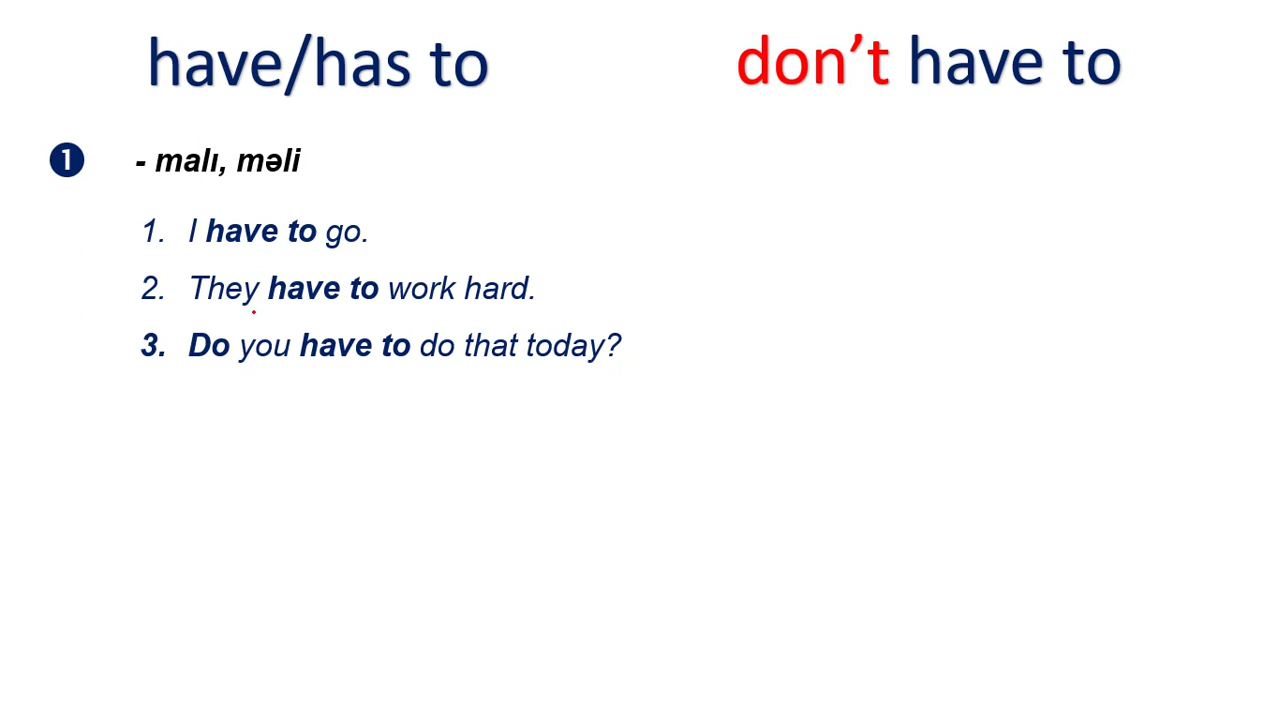 have/has to
don't have to
1 - malı, məli
1. I have to go.
2. They have to work hard.
3. Do you have to do that today?